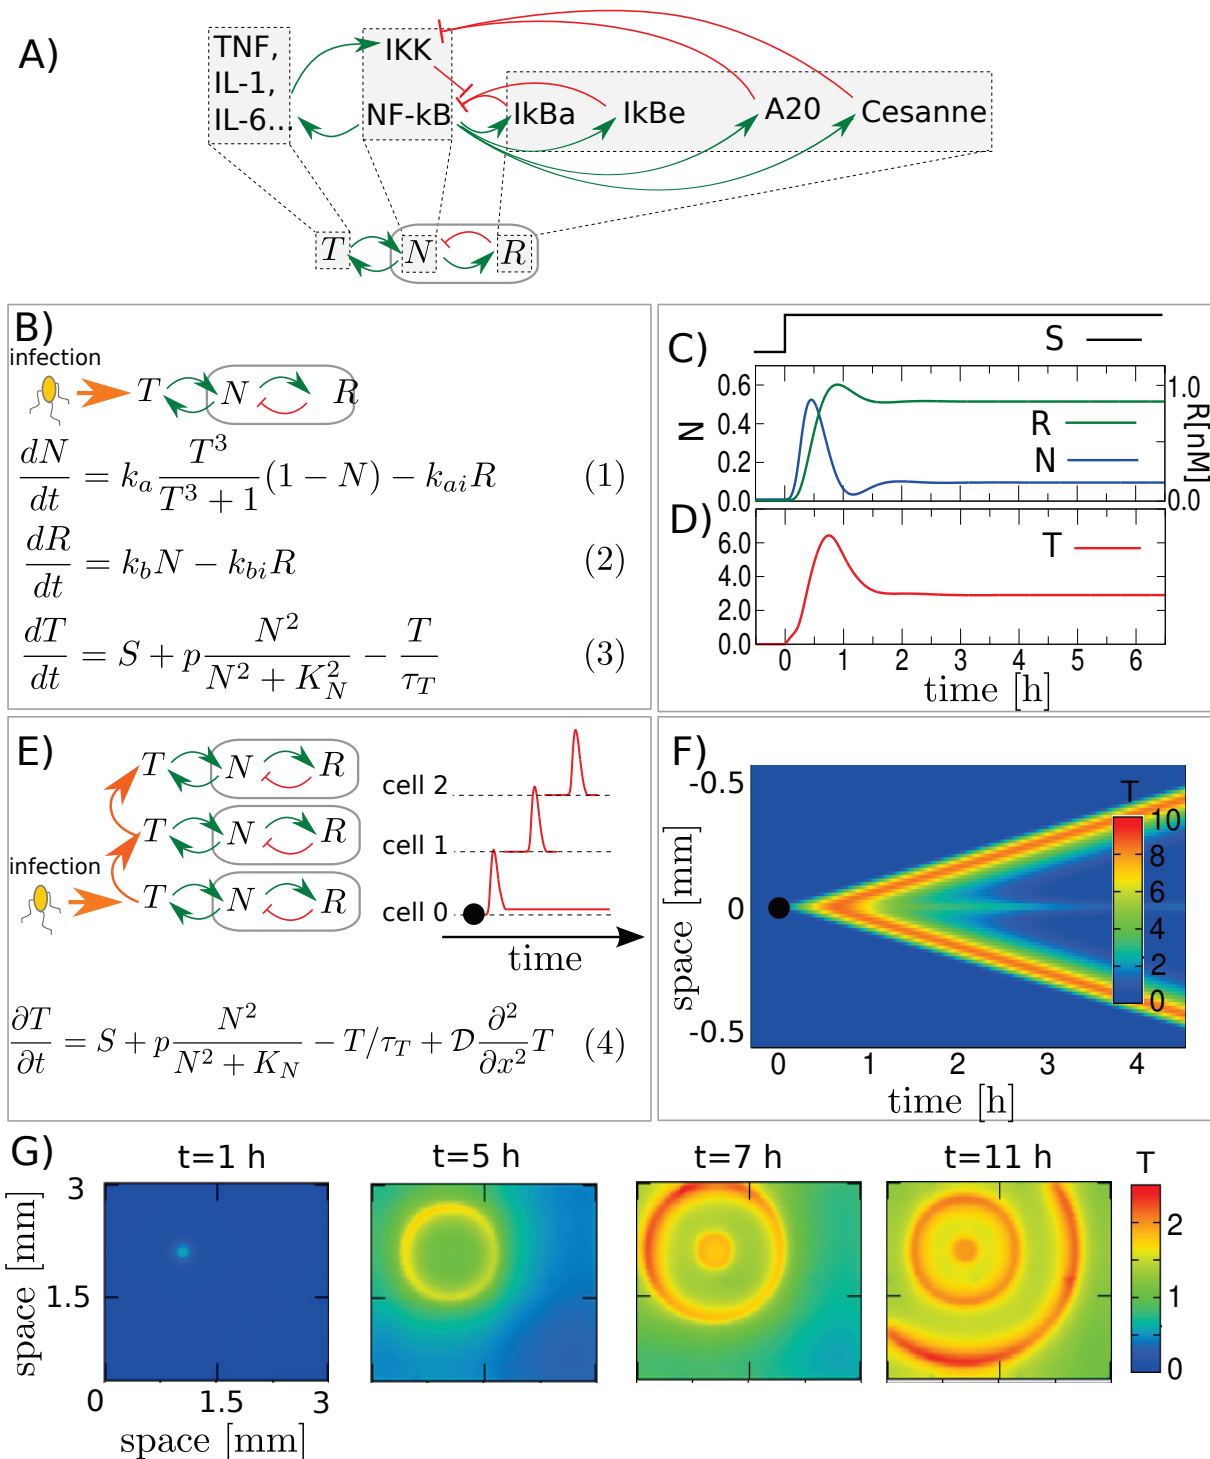 A)
TNF,
IL-1,
IL-6...
IKK
NF-kB
IkBa
IkBe
A20
Cesanne
T N R
B)
infection
T N R
dN/dt = k_a T^3/(T^3 + 1) (1 − N) − k_{ai}R (1)
dR/dt = k_b N − k_{bi}R (2)
dT/dt = S + p N^2/(N^2 + K_N^2) − T/τ_T (3)
C)
S
0.6
0.4
0.2
0.0
N
R
N
1.0
0.0
R[nM]
D)
6.0
4.0
2.0
0.0
T
0 1 2 3 4 5 6
time [h]
E)
T N R
T N R
infection
T N R
cell 2
cell 1
cell 0
time
∂T/∂t = S + p N^2/(N^2 + K_N) − T/τ_T + 𝒟 ∂^2/∂x^2 T (4)
F)
-0.5
0
-0.5
space [mm]
T
10
8
6
4
2
0
0 1 2 3 4
time [h]
G)
t=1 h t=5 h t=7 h t=11 h
T
3
1.5
space [mm]
0 1.5 3
space [mm]
2
1
0